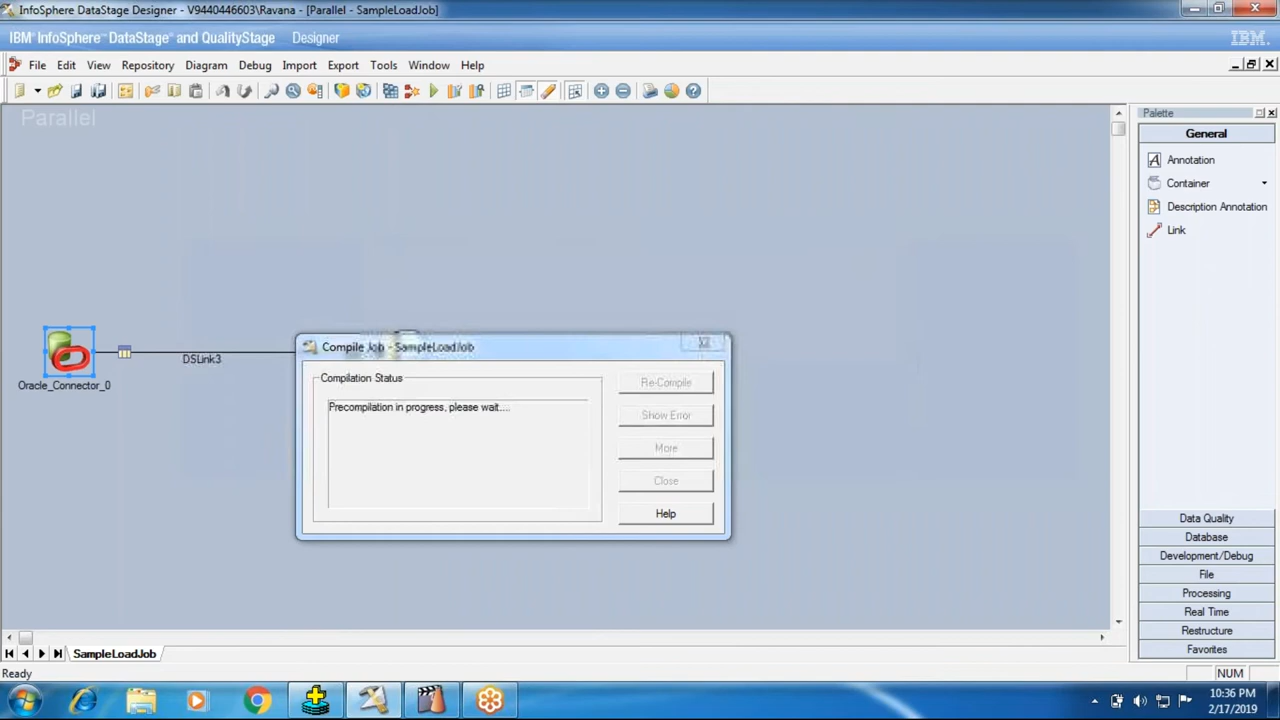 InfoSphere DataStage Designer - V9440446603\Ravana - [Parallel - SampleLoadJob]
IBM® InfoSphere™ DataStage® and QualityStage Designer
IBM.
File Edit View Repository Diagram Debug Import Export Tools Window Help
Parallel
Palette
General
Annotation
Container
Description Annotation
Link
Oracle_Connector_0
DSLink3
Compile Job - SampleLoadJob
Compilation Status
Precompilation in progress, please wait....
Re-Compile
Show Error
More
Close
Help
Data Quality
Database
Development/Debug
File
Processing
Real Time
Restructure
Favorites
SampleLoadJob
Ready
NUM
10:36 PM
2/17/2019